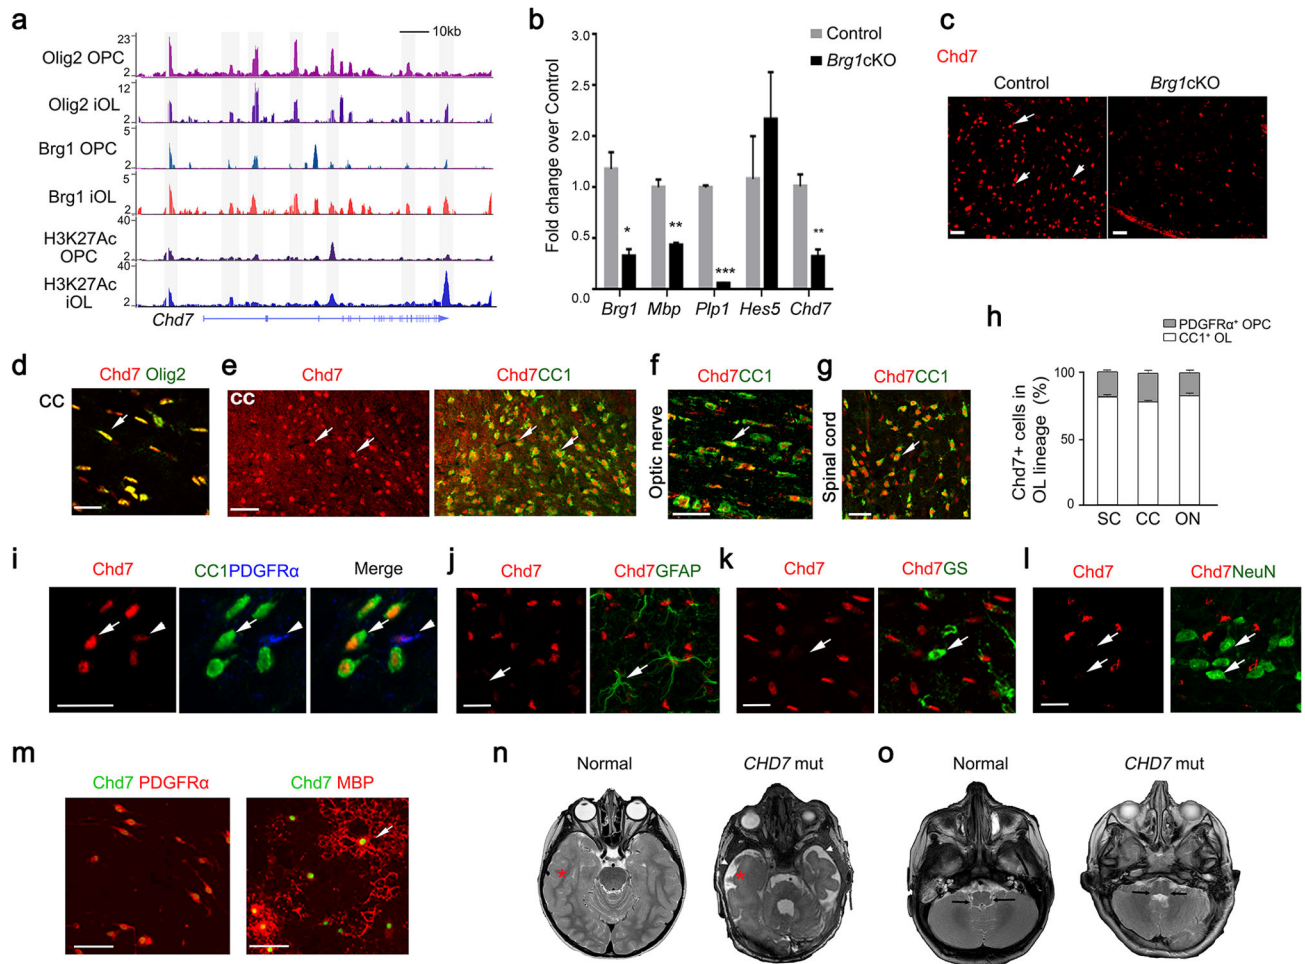 a
10kb
23
Olig2 OPC
2
12
Olig2 iOL
2
5
Brg1 OPC
2
5
Brg1 iOL
2
40
H3K27Ac OPC
2
40
H3K27Ac iOL
2
Chd7
b
Control
Brg1cKO
Fold change over Control
3.0
2.0
1.0
0.5
0.0
*
**
***
**
Brg1 Mbp Plp1 Hes5 Chd7
c
Chd7
Control
Brg1cKO
d
Chd7 Olig2
CC
e
Chd7
CC
Chd7CC1
f
Chd7CC1
Optic nerve
g
Chd7CC1
Spinal cord
h
PDGFRα+ OPC
CC1+ OL
Chd7+ cells in OL lineage (%)
100
50
0
SC CC ON
i
Chd7
CC1PDGFRα
Merge
j
Chd7
Chd7GFAP
k
Chd7
Chd7GS
l
Chd7
Chd7NeuN
m
Chd7 PDGFRα
Chd7 MBP
n
Normal
CHD7 mut
*
*
o
Normal
CHD7 mut